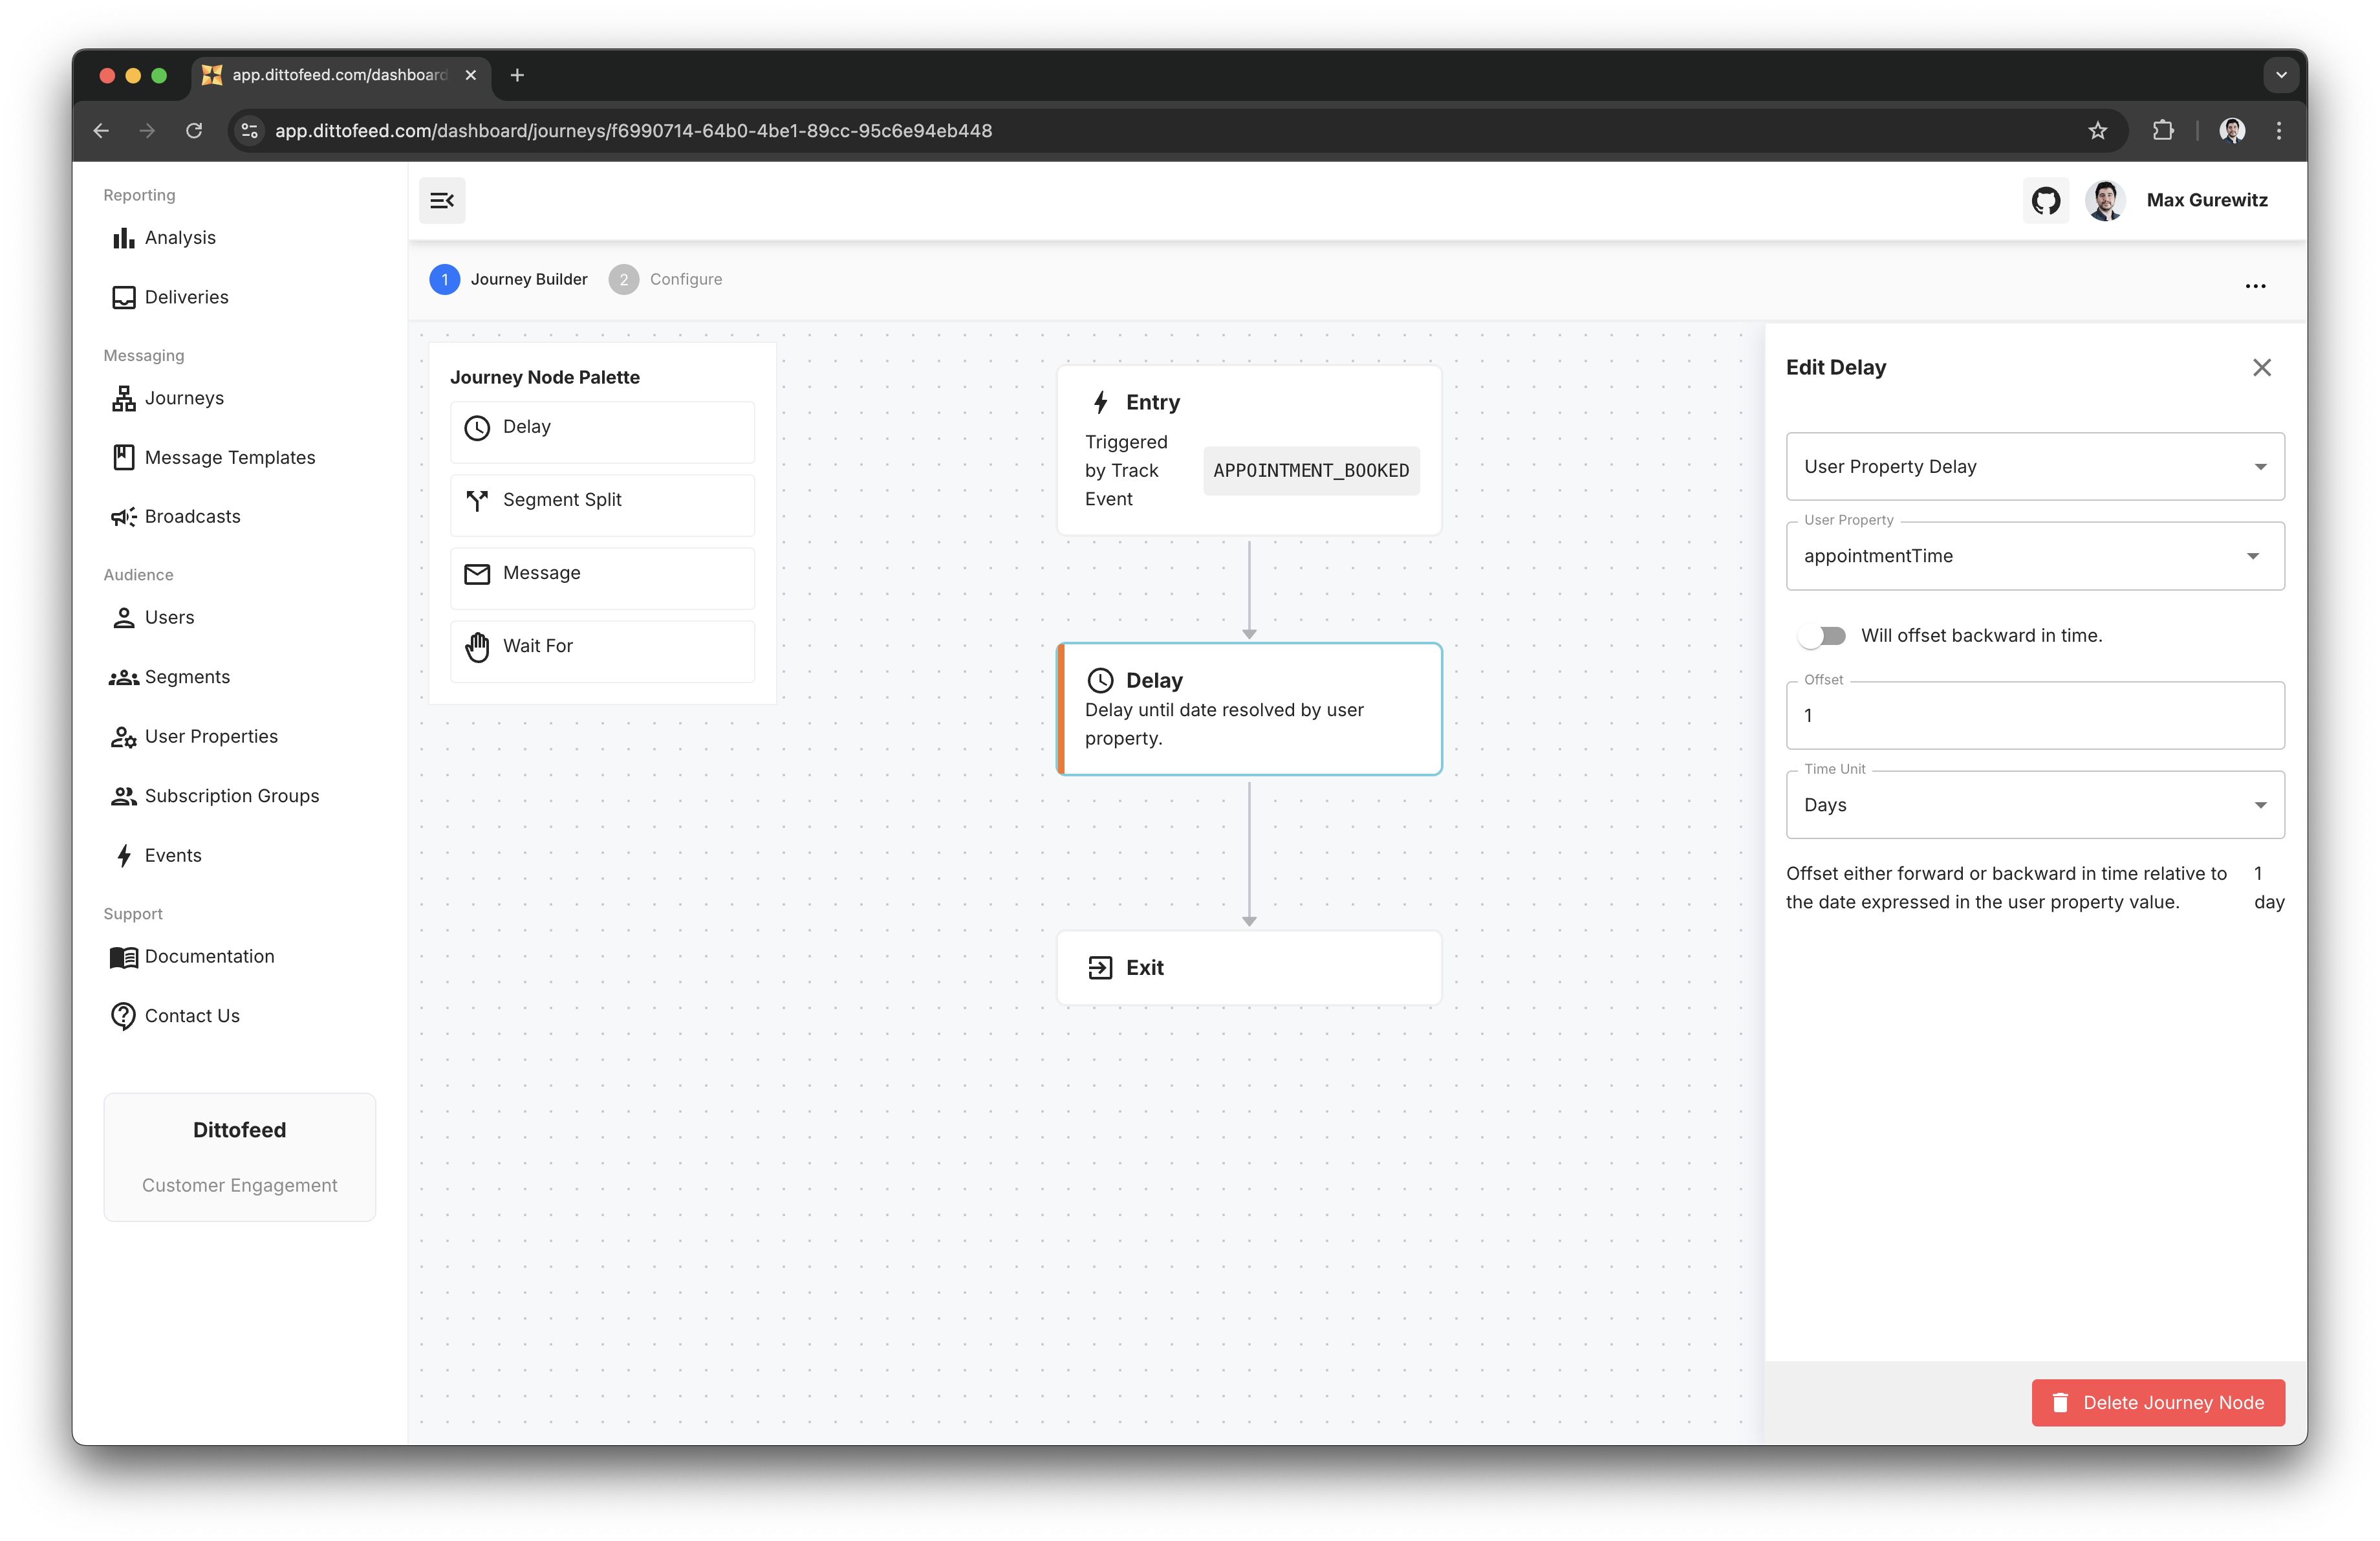 app.dittofeed.com/dashboard
app.dittofeed.com/dashboard/journeys/f6990714-64b0-4be1-89cc-95c6e94eb448
Reporting
Analysis
Deliveries
Messaging
Journeys
Message Templates
Broadcasts
Audience
Users
Segments
User Properties
Subscription Groups
Events
Support
Documentation
Contact Us
Dittofeed
Customer Engagement
Max Gurewitz
1 Journey Builder 2 Configure
Journey Node Palette
Delay
Segment Split
Message
Wait For
Entry
Triggered
by Track
Event
APPOINTMENT_BOOKED
Delay
Delay until date resolved by user
property.
Exit
Edit Delay
User Property Delay
User Property
appointmentTime
Will offset backward in time.
Offset
1
Time Unit
Days
Offset either forward or backward in time relative to
the date expressed in the user property value.
1
day
Delete Journey Node